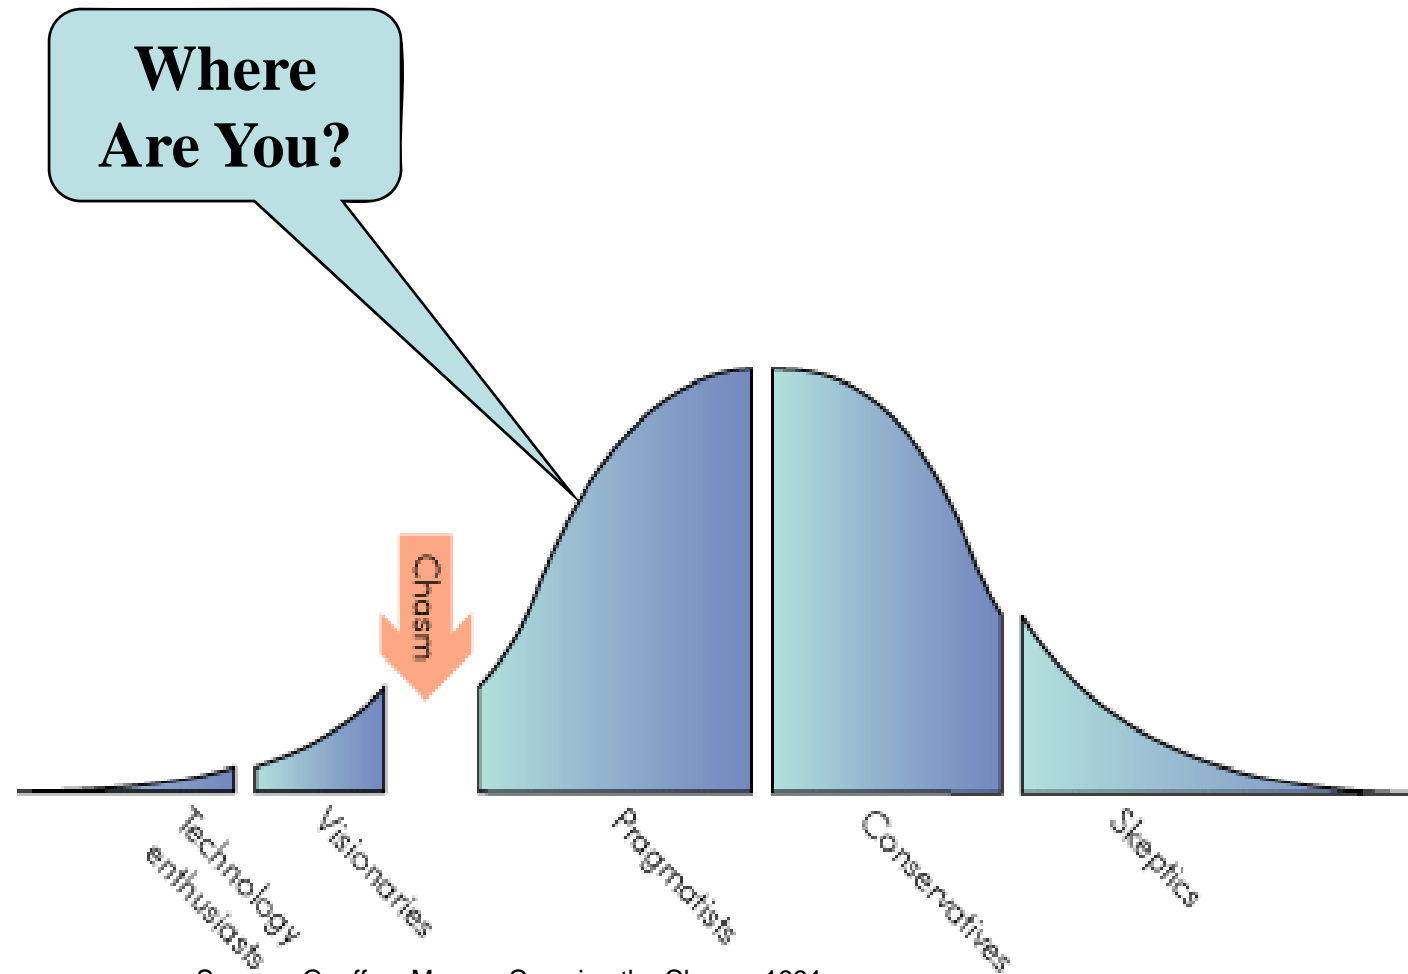 Where
Are You?
Chasm
Technology
enthusiasts
Visionaries
Pragmatists
Conservatives
Skeptics